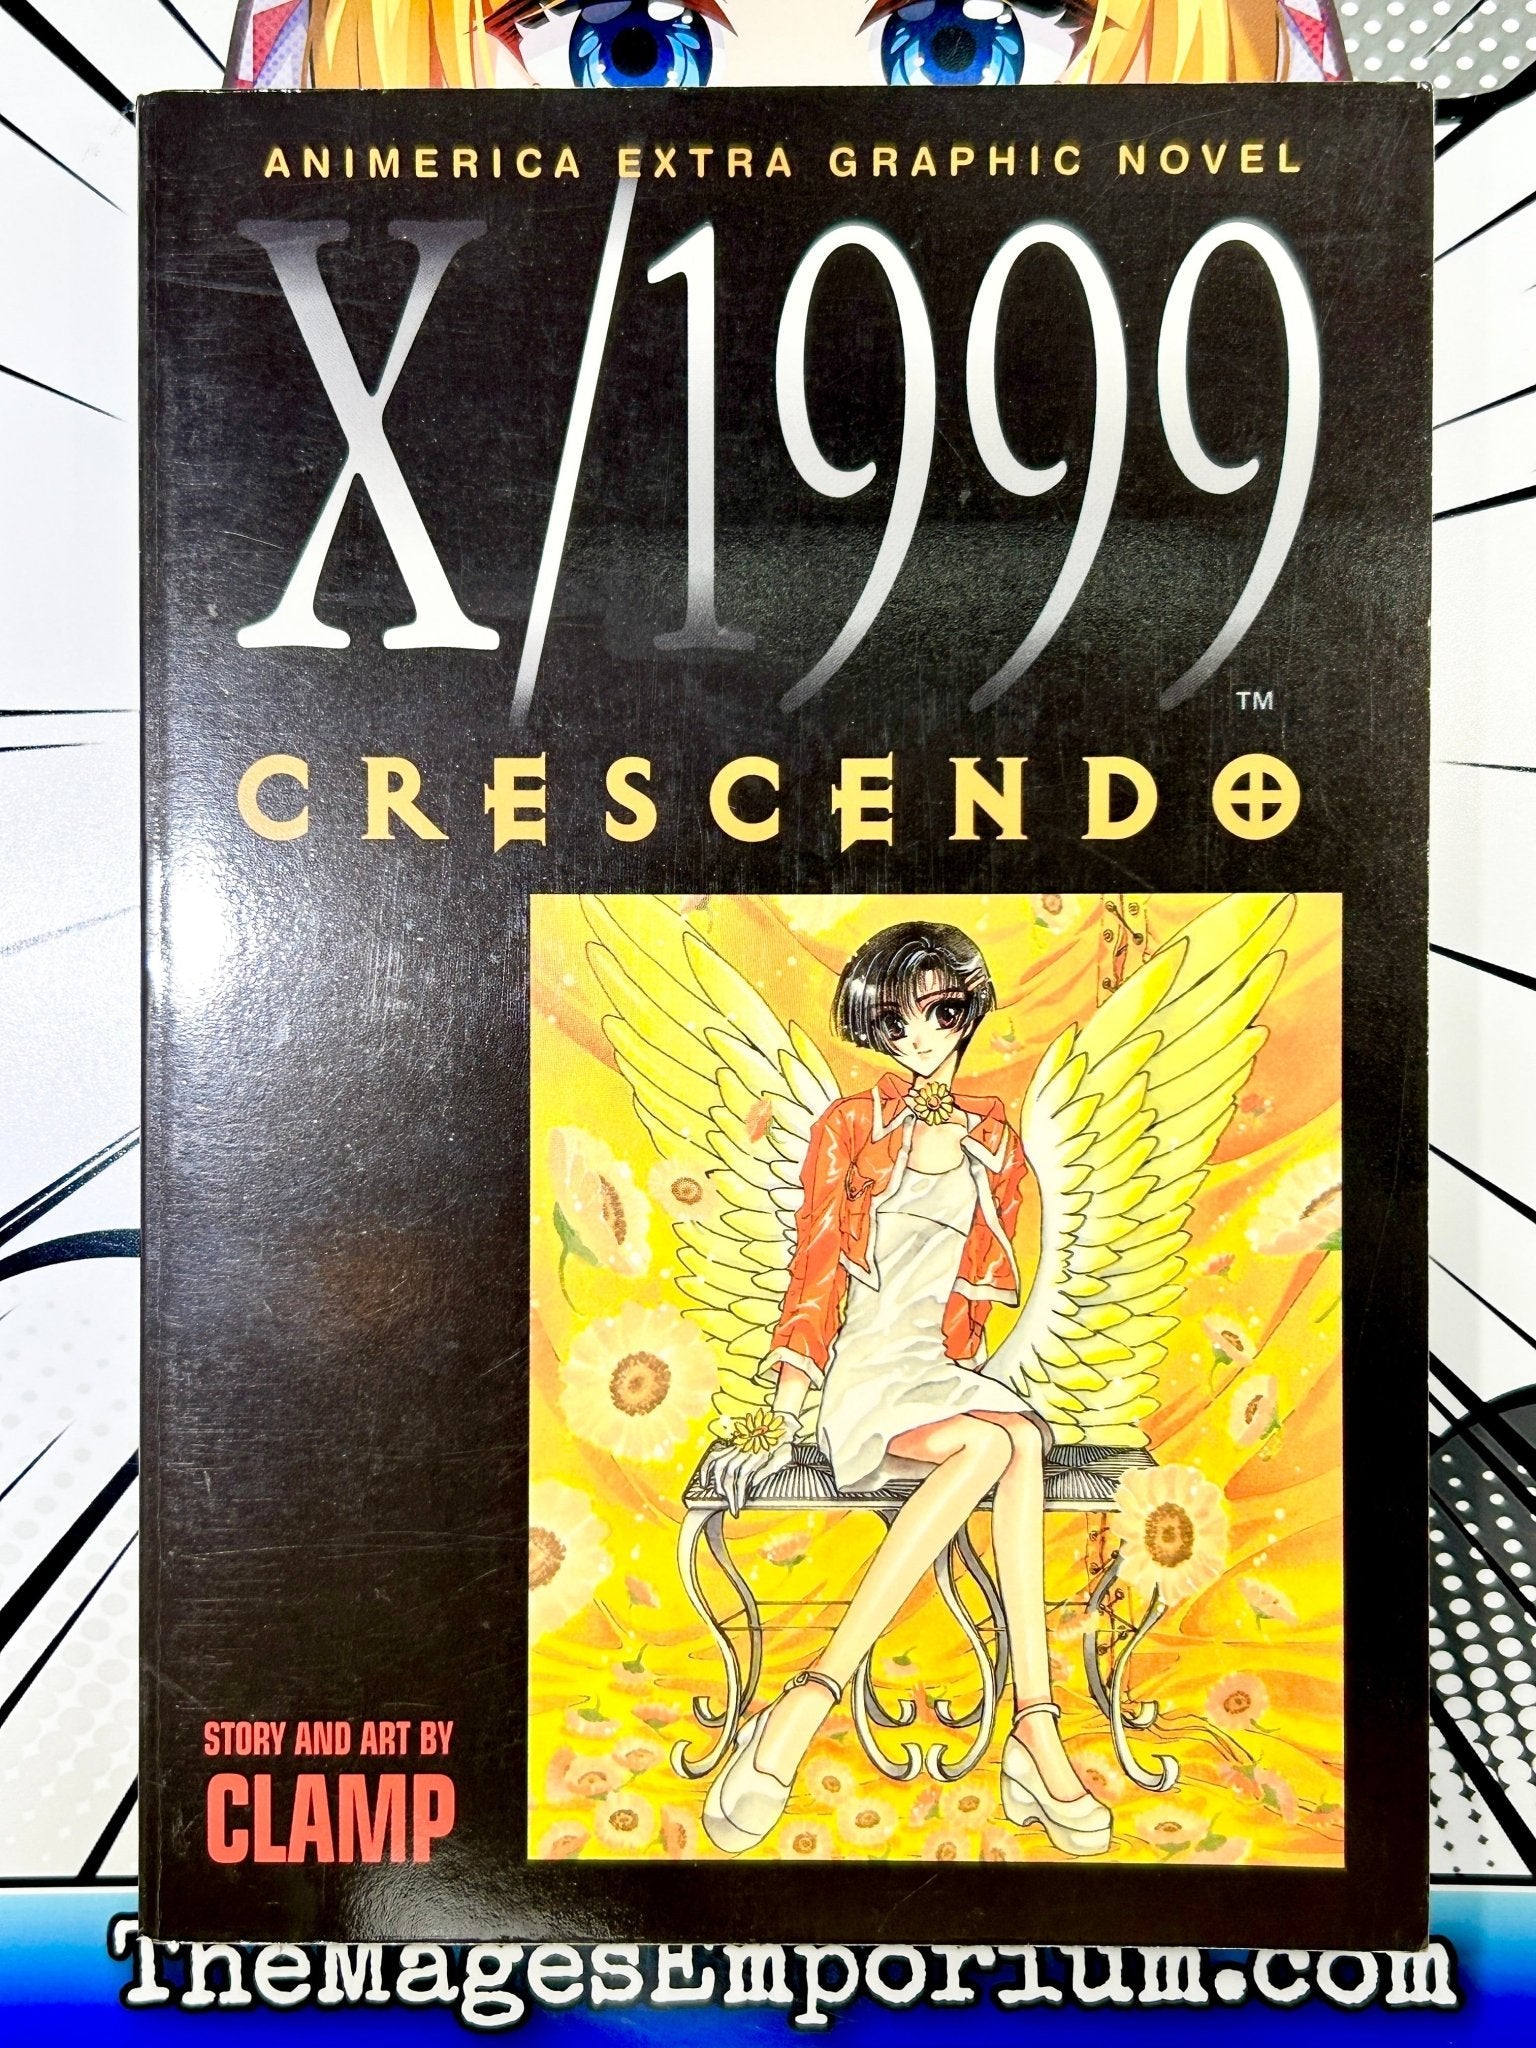 ANIMERICA EXTRA GRAPHIC NOVEL
X/1999
TM
CRESCENDO
STORY AND ART BY
CLAMP
TheMagesEmporium.com